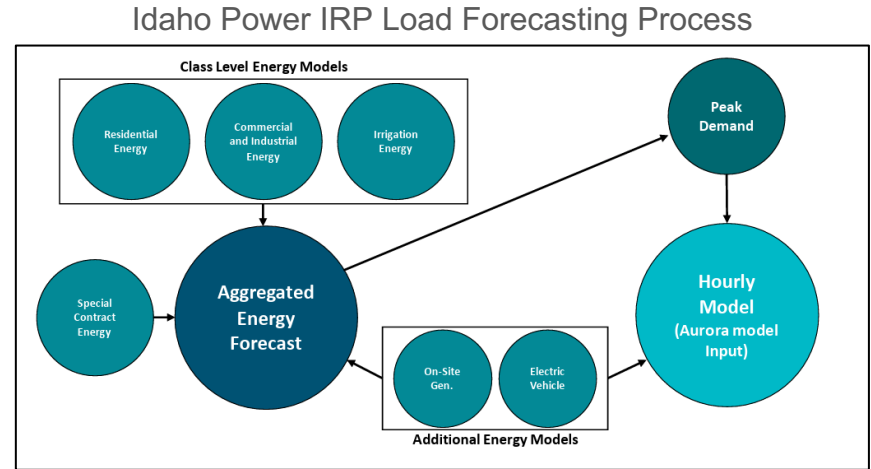 Idaho Power IRP Load Forecasting Process
Class Level Energy Models
Residential
Energy
Commercial
and Industrial
Energy
Irrigation
Energy
Peak
Demand
Special
Contract
Energy
Aggregated
Energy
Forecast
Hourly
Model
(Aurora model
Input)
On-Site
Gen.
Electric
Vehicle
Additional Energy Models